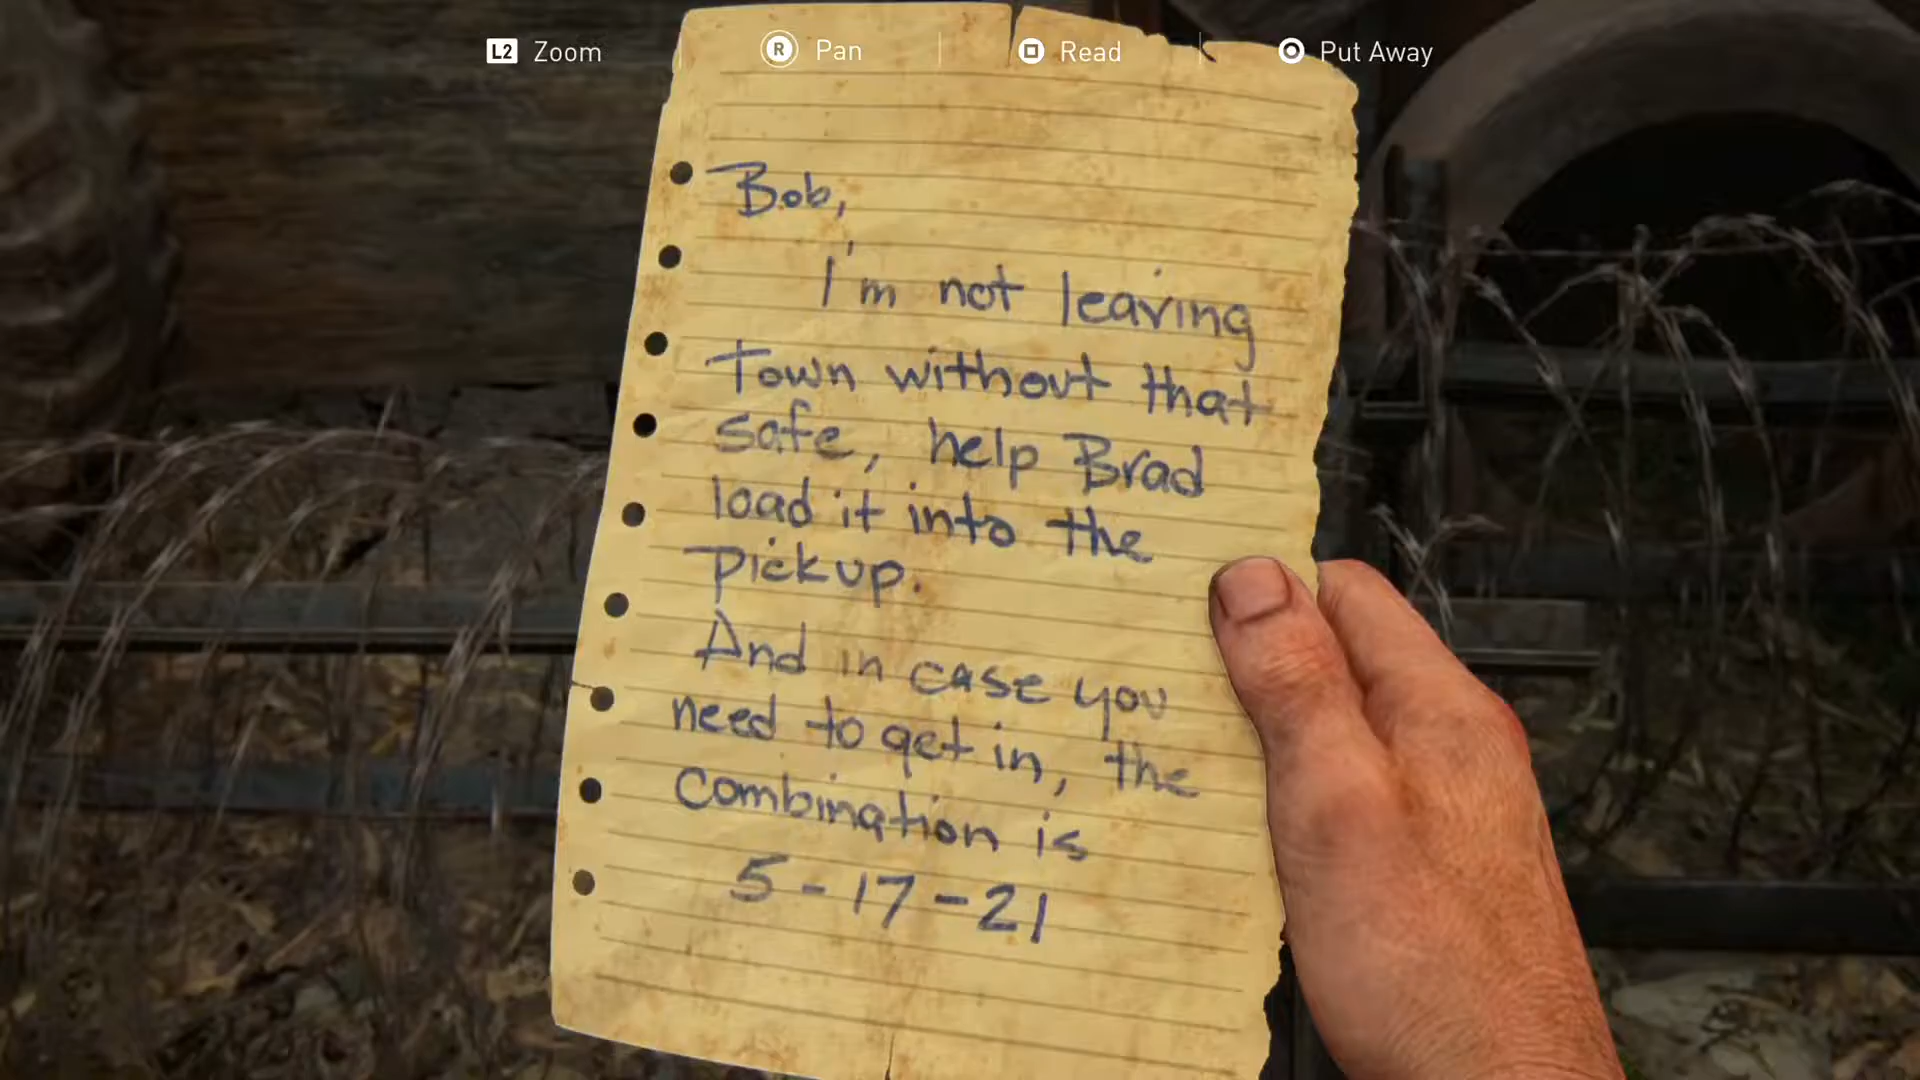 L2 Zoom R Pan Read Put Away
Bob,
I'm not leaving
Town without that
safe, help Brad
load it into the
pickup.
And in case you
need to get in, the
combination is
5-17-21